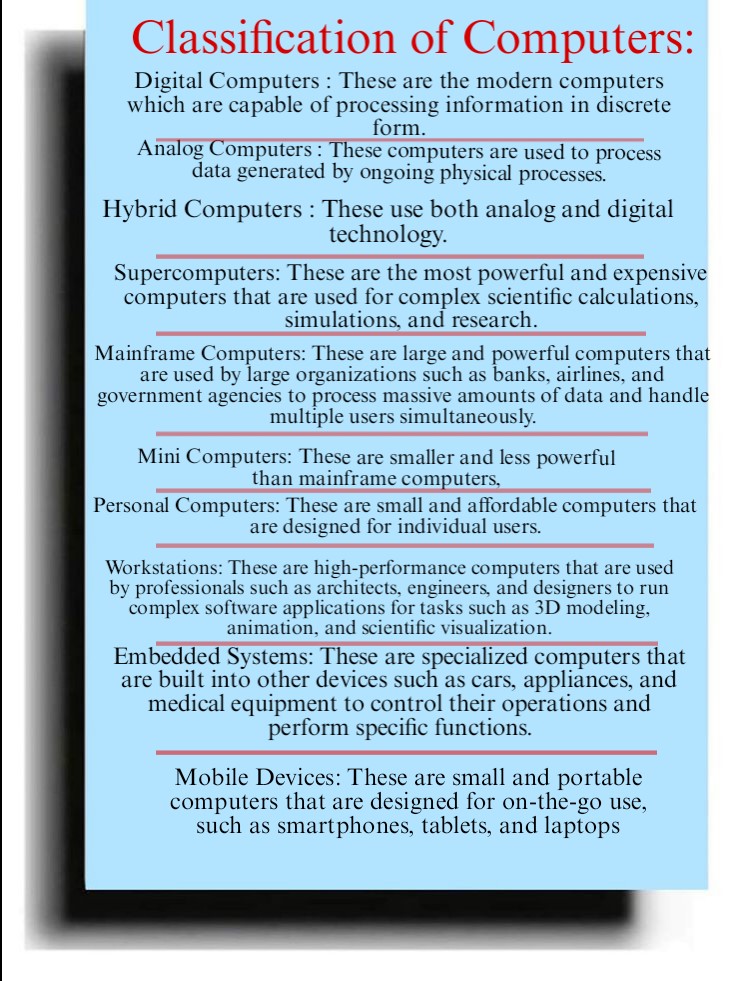 Classification of Computers:
Digital Computers : These are the modern computers
which are capable of processing information in discrete
form.
Analog Computers : These computers are used to process
data generated by ongoing physical processes.
Hybrid Computers : These use both analog and digital
technology.
Supercomputers: These are the most powerful and expensive
computers that are used for complex scientific calculations,
simulations, and research.
Mainframe Computers: These are large and powerful computers that
are used by large organizations such as banks, airlines, and
government agencies to process massive amounts of data and handle
multiple users simultaneously.
Mini Computers: These are smaller and less powerful
than mainframe computers,
Personal Computers: These are small and affordable computers that
are designed for individual users.
Workstations: These are high-performance computers that are used
by professionals such as architects, engineers, and designers to run
complex software applications for tasks such as 3D modeling,
animation, and scientific visualization.
Embedded Systems: These are specialized computers that
are built into other devices such as cars, appliances, and
medical equipment to control their operations and
perform specific functions.
Mobile Devices: These are small and portable
computers that are designed for on-the-go use,
such as smartphones, tablets, and laptops